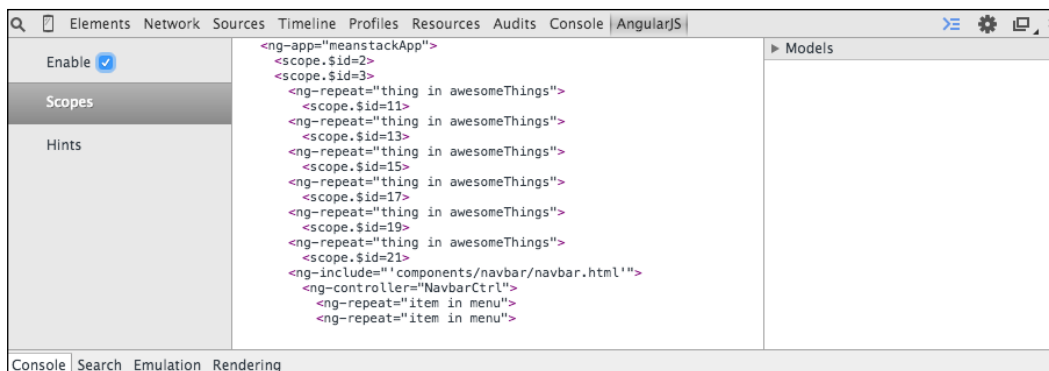 Elements Network Sources Timeline Profiles Resources Audits Console AngularJS
Enable
Scopes
Hints
<ng-app="meanstackApp">
<scope.$id=2>
<scope.$id=3>
<ng-repeat="thing in awesomeThings">
<scope.$id=11>
<ng-repeat="thing in awesomeThings">
<scope.$id=13>
<ng-repeat="thing in awesomeThings">
<scope.$id=15>
<ng-repeat="thing in awesomeThings">
<scope.$id=17>
<ng-repeat="thing in awesomeThings">
<scope.$id=19>
<ng-repeat="thing in awesomeThings">
<scope.$id=21>
<ng-include="'components/navbar/navbar.html'">
<ng-controller="NavbarCtrl">
<ng-repeat="item in menu">
<ng-repeat="item in menu">
Models
Console Search Emulation Rendering